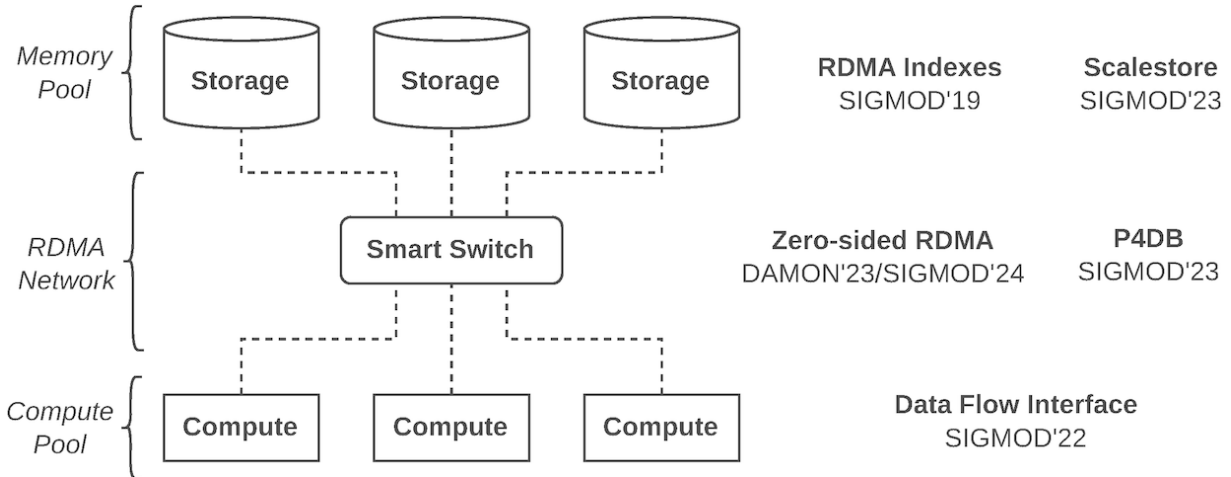 Memory
Pool
Storage
Storage
Storage
RDMA Indexes
SIGMOD'19
Scalestore
SIGMOD'23
RDMA
Network
Smart Switch
Zero-sided RDMA
DAMON'23/SIGMOD'24
P4DB
SIGMOD'23
Compute
Pool
Compute
Compute
Compute
Data Flow Interface
SIGMOD'22